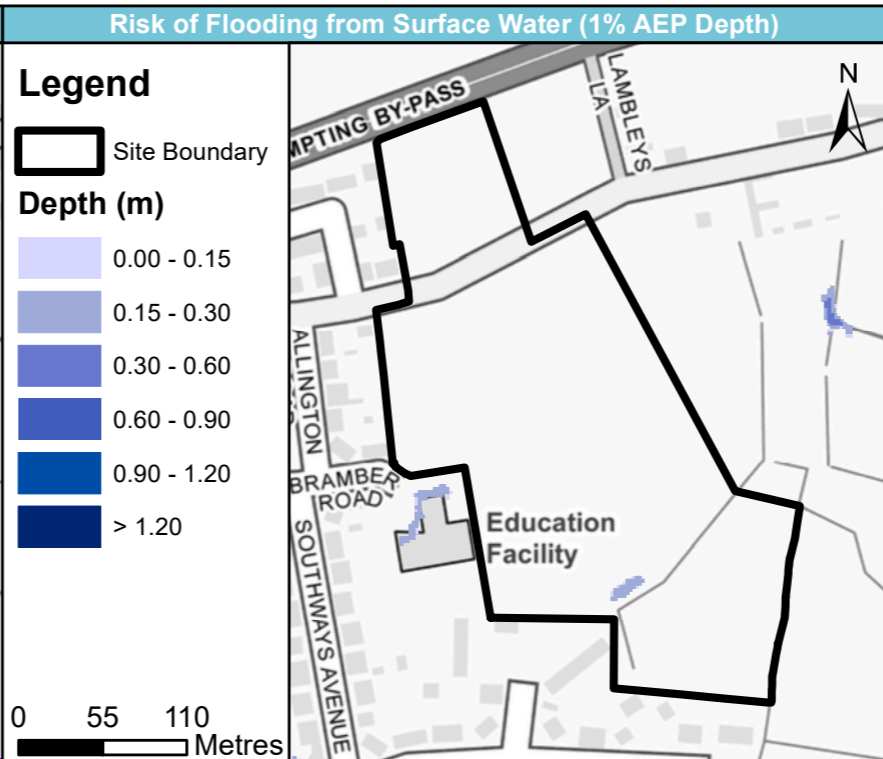 Risk of Flooding from Surface Water (1% AEP Depth)
Legend
Site Boundary
Depth (m)
0.00 - 0.15
0.15 - 0.30
0.30 - 0.60
0.60 - 0.90
0.90 - 1.20
> 1.20
0 55 110
Metres
MPTING BY-PASS
LAMBLEYS
LA
N
ALLINGTON
BRAMBER
ROAD
SOUTHWAYS AVENUE
Education
Facility